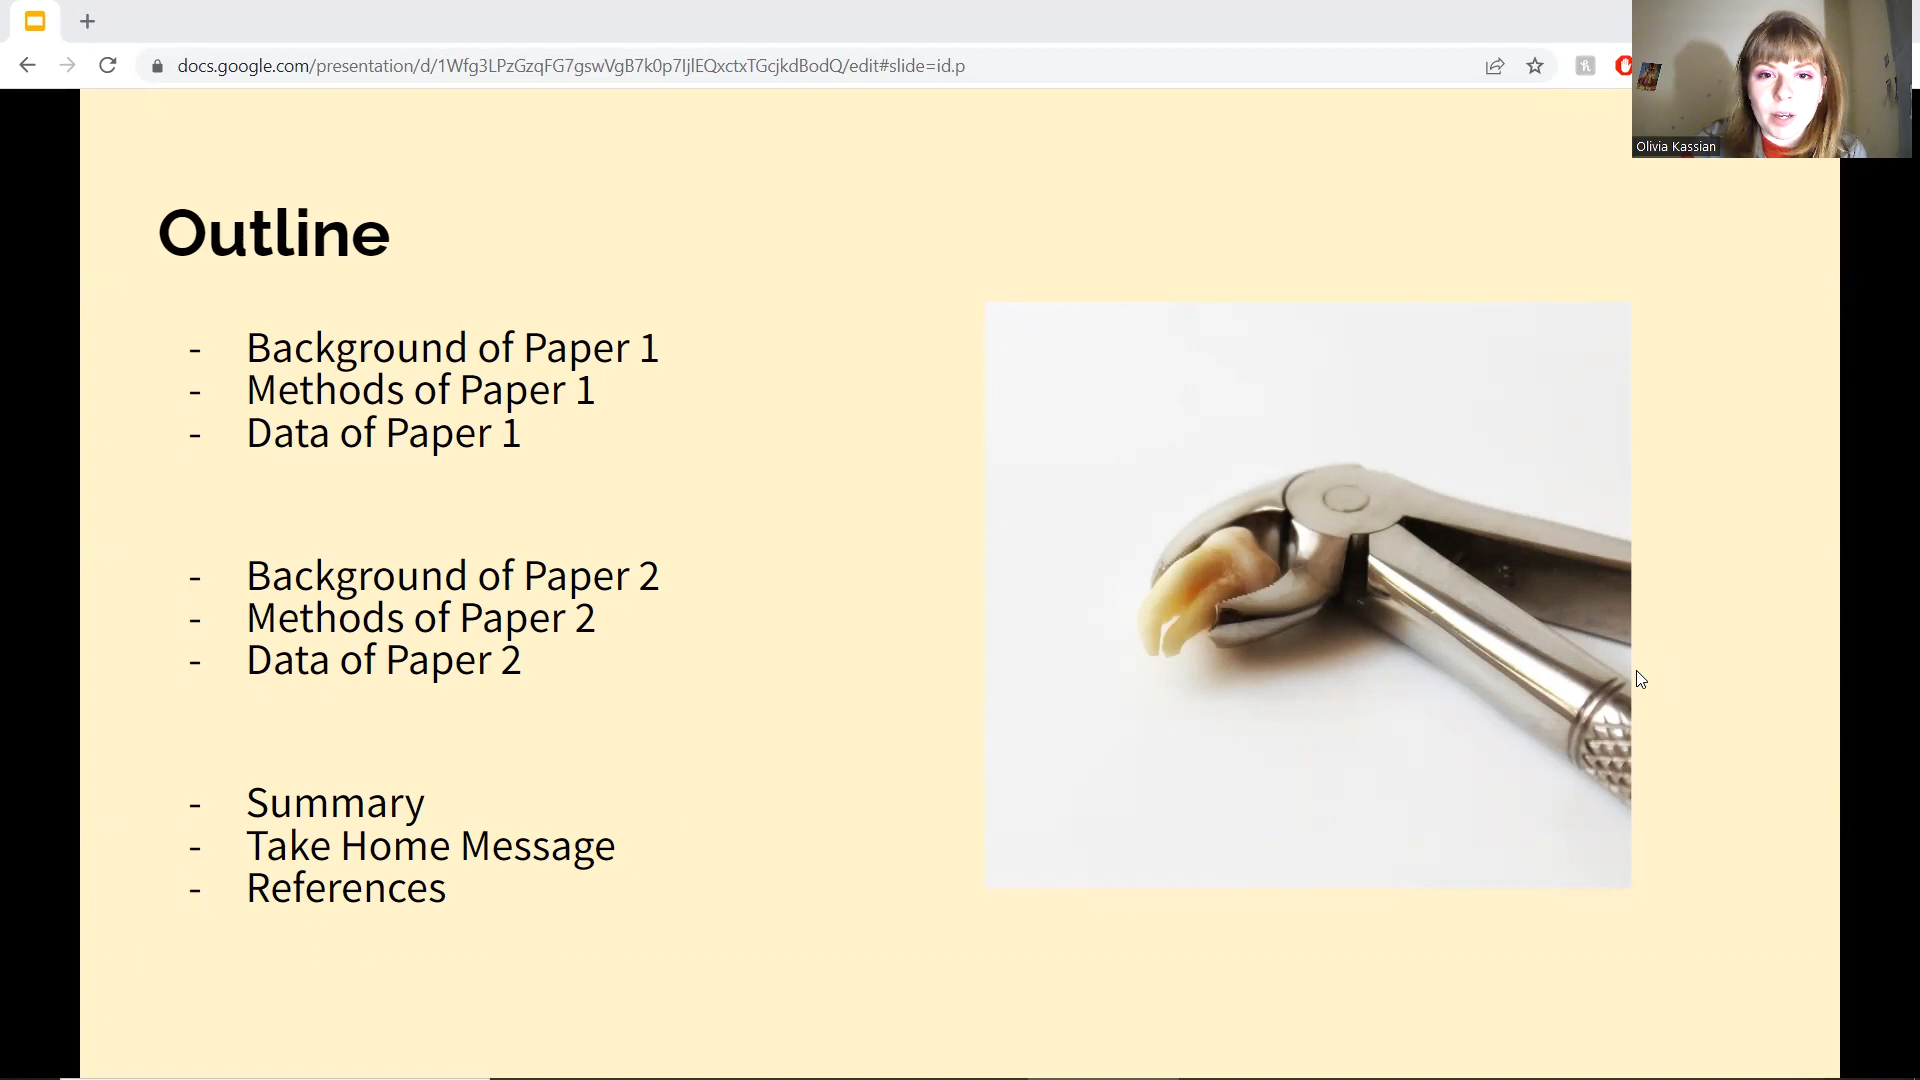 docs.google.com/presentation/d/1Wfg3LPzGzqFG7gswVgB7k0p7IjlEQxctxTGcjkdBodQ/edit#slide=id.p
Olivia Kassian
Outline
- Background of Paper 1
- Methods of Paper 1
- Data of Paper 1
- Background of Paper 2
- Methods of Paper 2
- Data of Paper 2
- Summary
- Take Home Message
- References